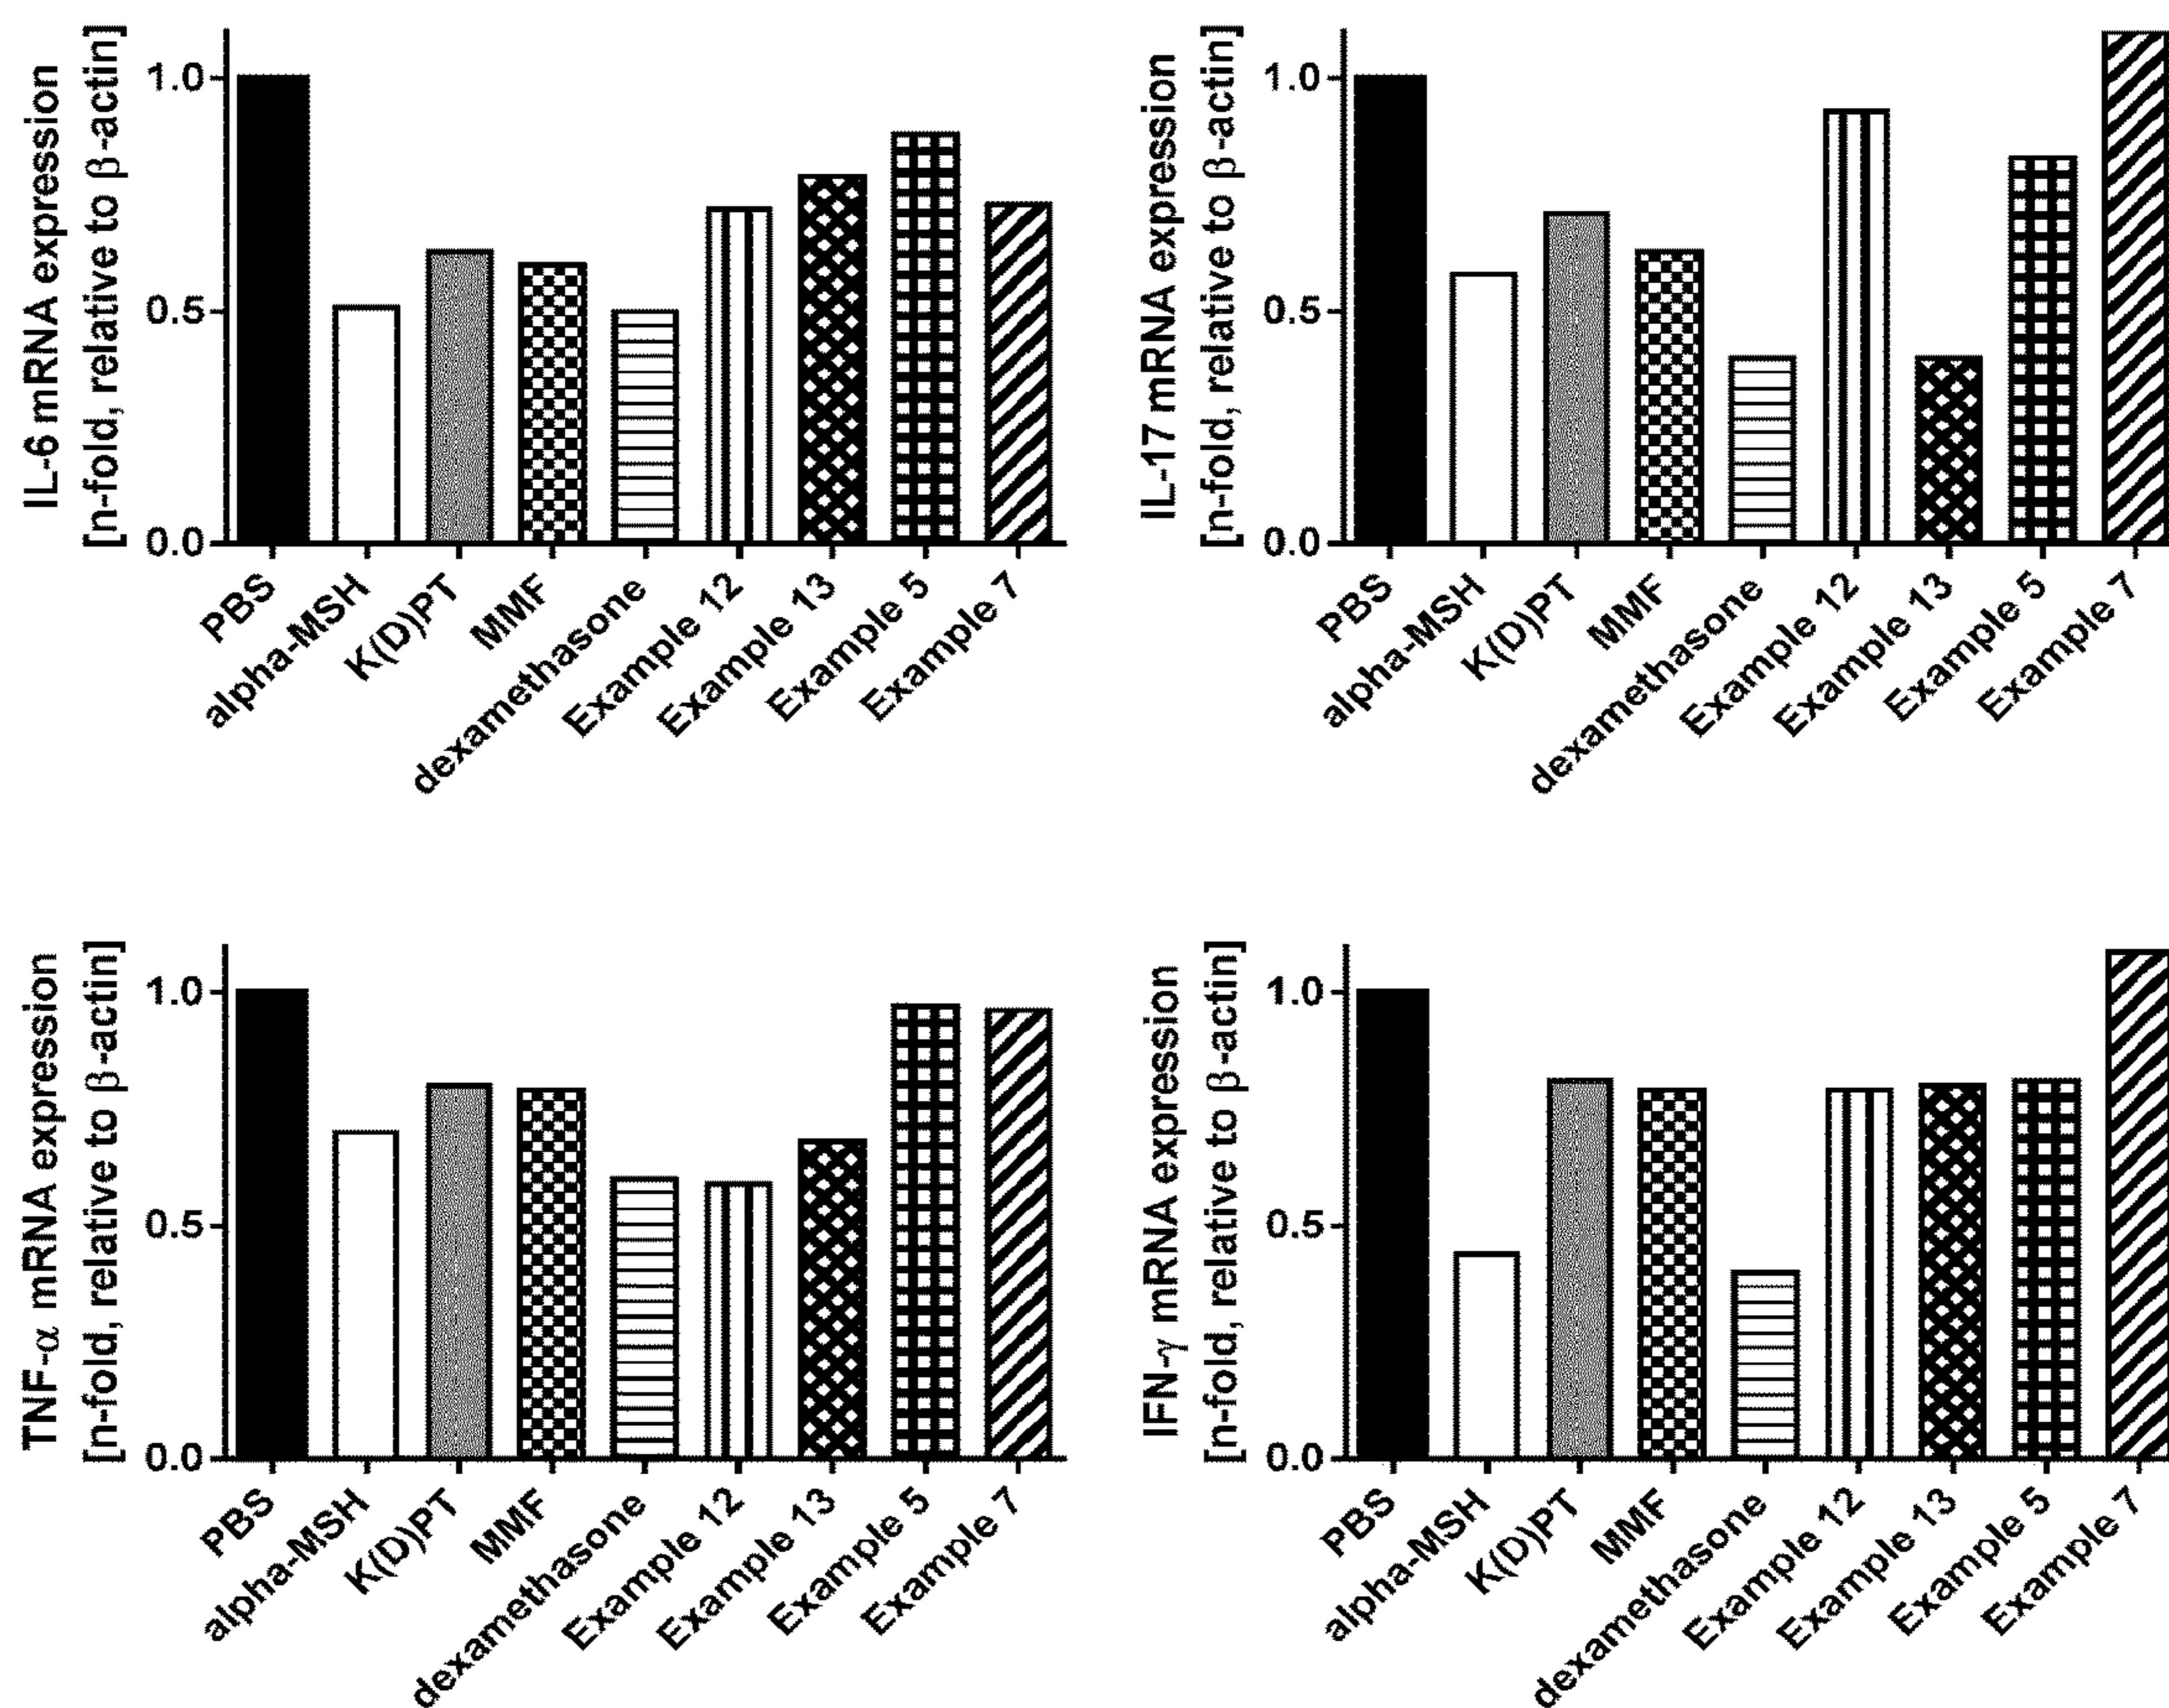 IL-6 mRNA expression
[n-fold, relative to β-actin]
1.0
0.5
0.0
PBS
alpha-MSH
K(D)PT
MMF
dexamethasone
Example 12
Example 13
Example 5
Example 7
IL-17 mRNA expression
[n-fold, relative to β-actin]
1.0
0.5
0.0
PBS
alpha-MSH
K(D)PT
MMF
dexamethasone
Example 12
Example 13
Example 5
Example 7
TNF-α mRNA expression
[n-fold, relative to β-actin]
1.0
0.5
0.0
PBS
alpha-MSH
K(D)PT
MMF
dexamethasone
Example 12
Example 13
Example 5
Example 7
IFN-γ mRNA expression
[n-fold, relative to β-actin]
1.0
0.5
0.0
PBS
alpha-MSH
K(D)PT
MMF
dexamethasone
Example 12
Example 13
Example 5
Example 7